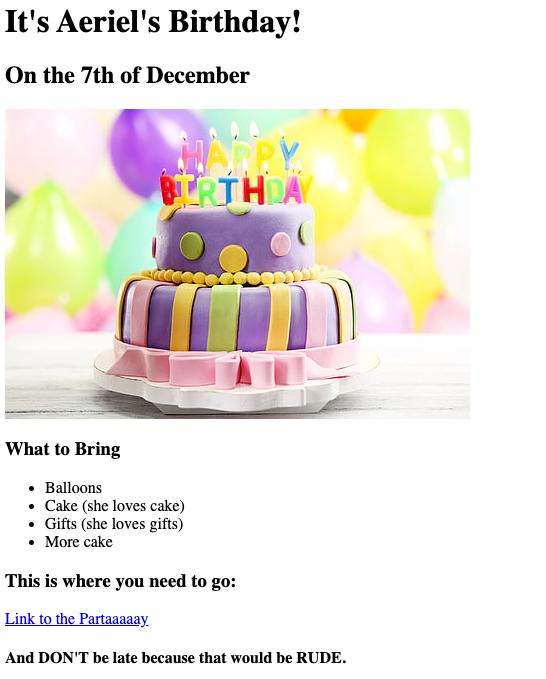 It's Aeriel's Birthday!
On the 7th of December
HAPPY
BIRTHDAY
What to Bring
Balloons
Cake (she loves cake)
Gifts (she loves gifts)
More cake
This is where you need to go:
Link to the Partaaaaay
And DON'T be late because that would be RUDE.